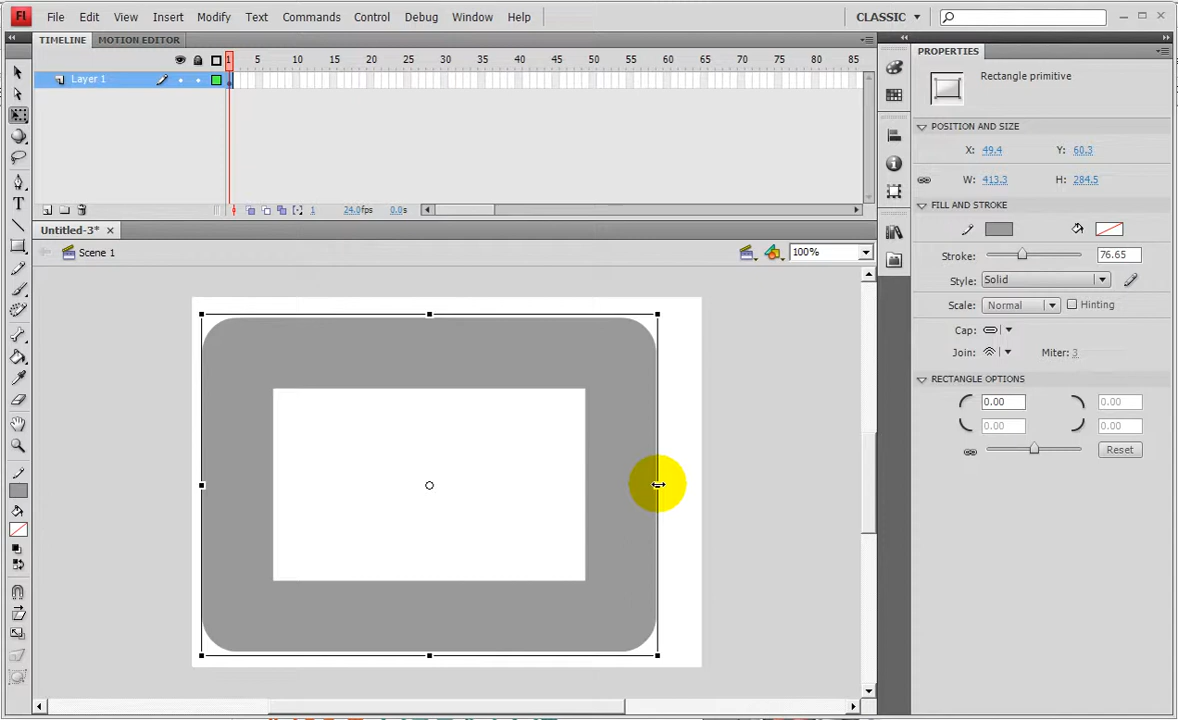 Fl File Edit View Insert Modify Text Commands Control Debug Window Help CLASSIC
TIMELINE MOTION EDITOR
PROPERTIES
1 5 10 15 20 25 30 35 40 45 50 55 60 65 70 75 80 85
Layer 1
Rectangle primitive
POSITION AND SIZE
X: 49.4 Y: 60.3
W: 413.3 H: 284.5
1 24.0fps 0.0s
FILL AND STROKE
Untitled-3*
Scene 1 100%
Stroke: 76.65
Style: Solid
Scale: Normal Hinting
Cap:
Join: Miter: 3
RECTANGLE OPTIONS
0.00 0.00
0.00 0.00
Reset